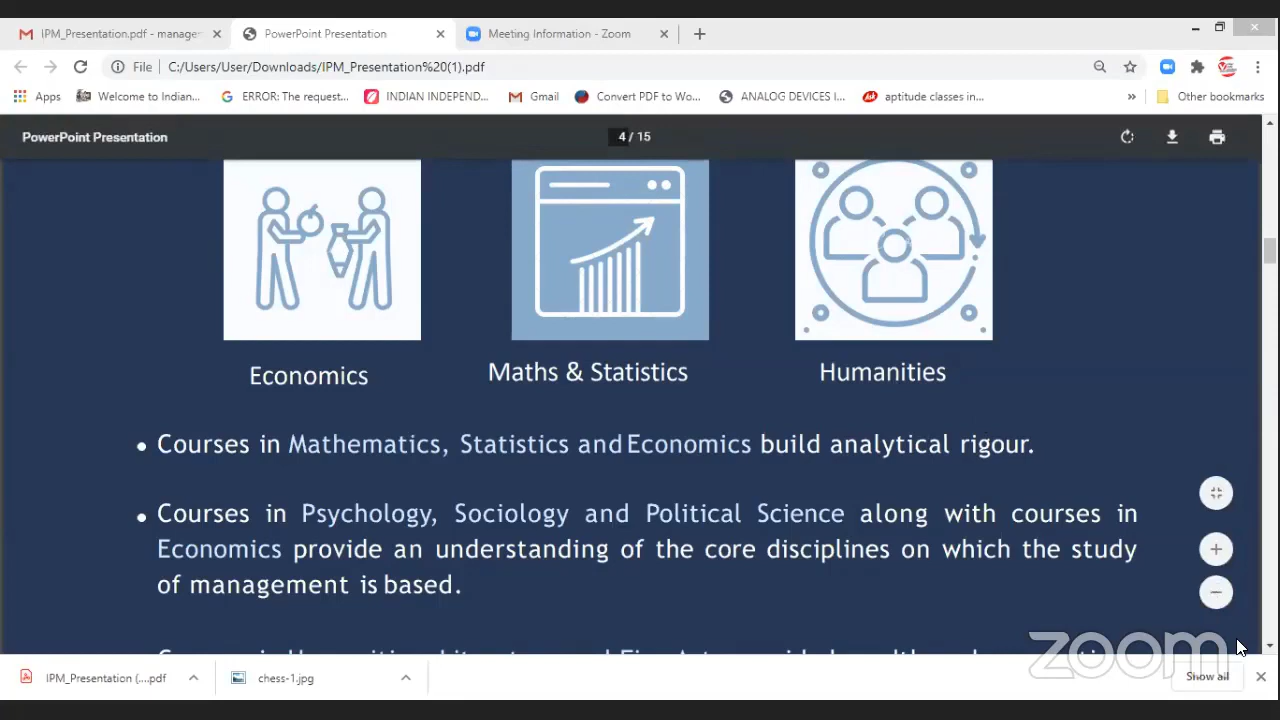 IPM_Presentation.pdf - manage
PowerPoint Presentation
Meeting Information - Zoom
File
C:/Users/User/Downloads/IPM_Presentation%20(1).pdf
Apps
Welcome to Indian...
ERROR: The request...
INDIAN INDEPEND...
Gmail
Convert PDF to Wo...
ANALOG DEVICES I...
aptitude classes in...
Other bookmarks
PowerPoint Presentation
4 / 15
Economics
Maths & Statistics
Humanities
• Courses in Mathematics, Statistics and Economics build analytical rigour.
• Courses in Psychology, Sociology and Political Science along with courses in
Economics provide an understanding of the core disciplines on which the study
of management is based.
zoom
IPM_Presentation (....pdf
chess-1.jpg
Show all